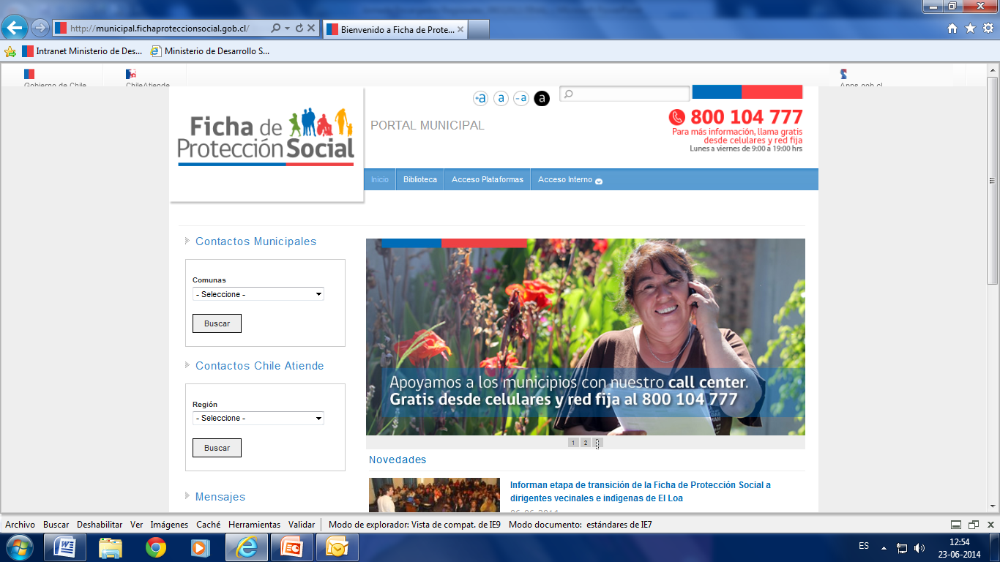 http://municipal.fichaproteccionsocial.gob.cl/
Bienvenido a Ficha de Prote...
Intranet Ministerio de Des...
Ministerio de Desarrollo S...
Gobierno de Chile
ChileAtiende
Apps.gob.cl
+a a -a a
Ficha de
Protección Social
PORTAL MUNICIPAL
800 104 777
Para más información, llama gratis
desde celulares y red fija
Lunes a viernes de 9:00 a 19:00 hrs
Inicio Biblioteca Acceso Plataformas Acceso Interno
Contactos Municipales
Comunas
- Seleccione -
Buscar
Contactos Chile Atiende
Región
- Seleccione -
Buscar
Mensajes
Apoyamos a los municipios con nuestro call center.
Gratis desde celulares y red fija al 800 104 777
1 2
Novedades
Informan etapa de transición de la Ficha de Protección Social a
dirigentes vecinales e indígenas de El Loa
06-06-2014
Archivo Buscar Deshabilitar Ver Imágenes Caché Herramientas Validar Modo de explorador: Vista de compat. de IE9 Modo documento: estándares de IE7
ES
12:54
23-06-2014